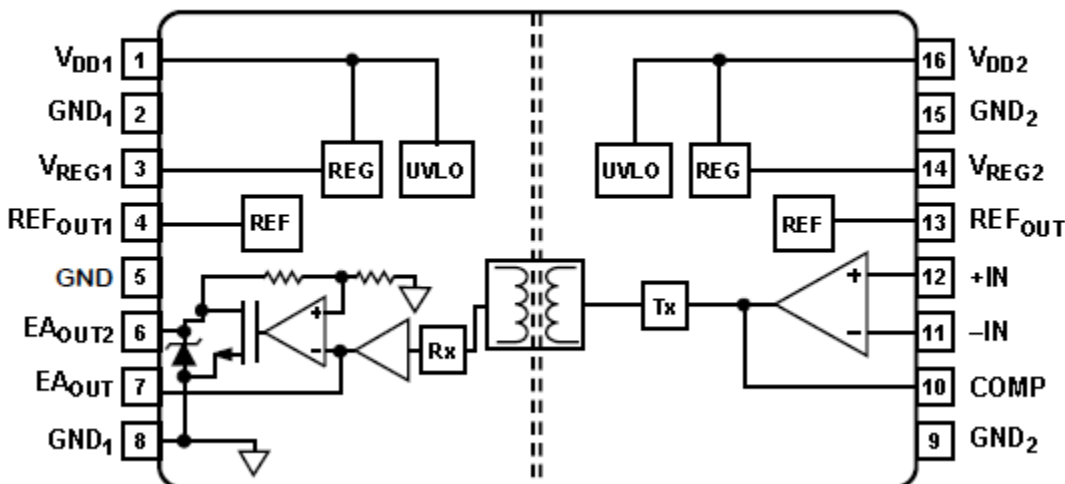 VDD1 1
GND1 2
VREG1 3
REFOUT1 4
GND 5
EAOUT2 6
EAOUT 7
GND1 8
REG
UVLO
REF
+
−
Rx
UVLO
REG
REF
Tx
+
−
16 VDD2
15 GND2
14 VREG2
13 REFOUT
12 +IN
11 −IN
10 COMP
9 GND2